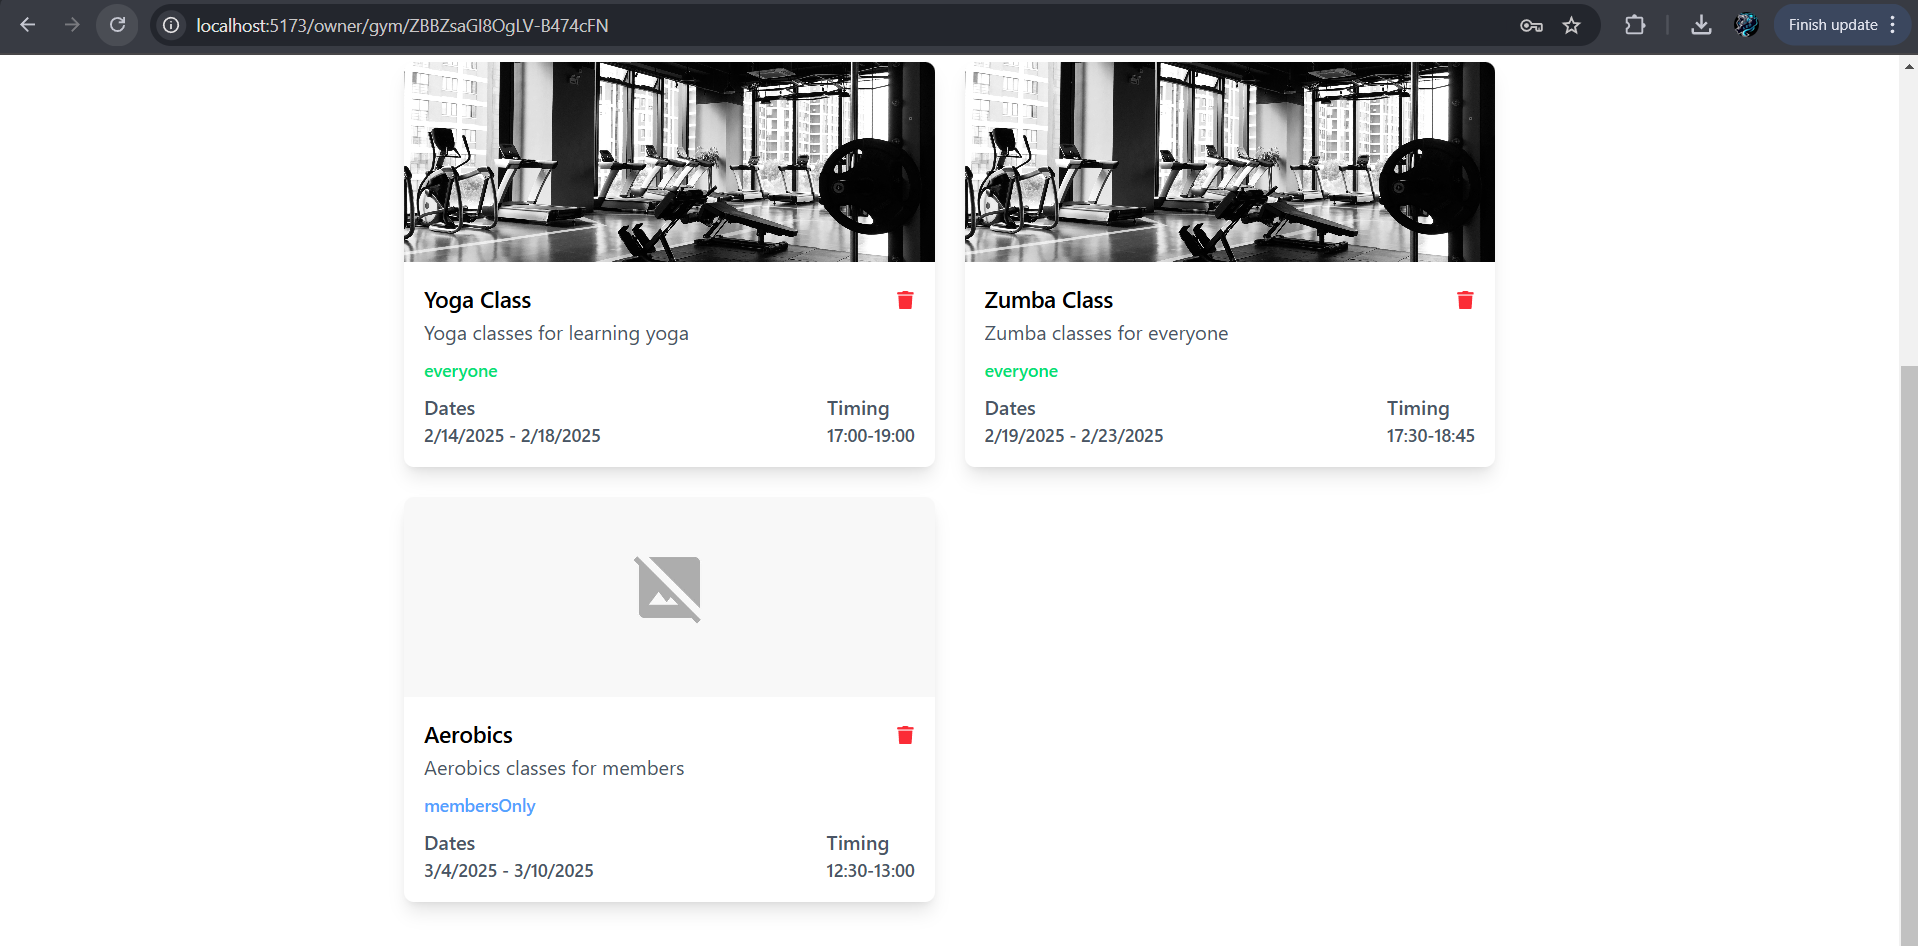 localhost:5173/owner/gym/ZBBZsaGI8OgLV-B474cFN
Finish update
Yoga Class
Yoga classes for learning yoga
everyone
Dates
Timing
2/14/2025 - 2/18/2025
17:00-19:00
Zumba Class
Zumba classes for everyone
everyone
Dates
Timing
2/19/2025 - 2/23/2025
17:30-18:45
Aerobics
Aerobics classes for members
membersOnly
Dates
Timing
3/4/2025 - 3/10/2025
12:30-13:00